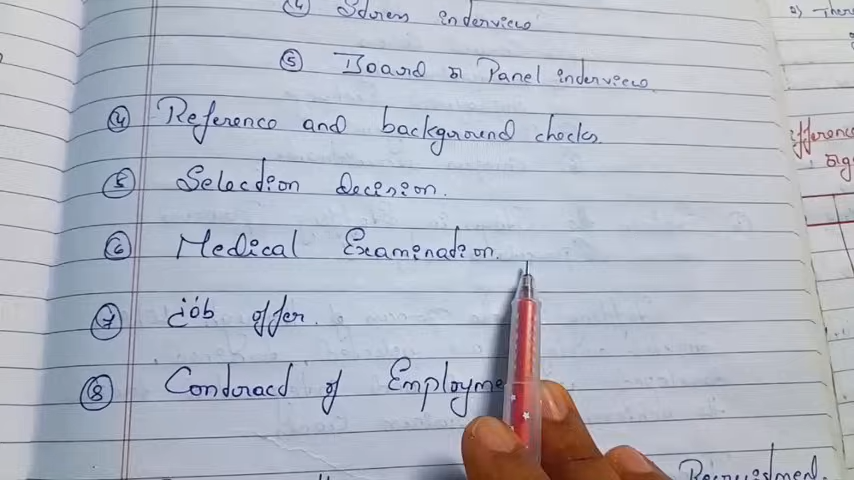 ④ Stress interview
⑤ Board or Panel interview.
④ Reference and background checks.
⑤ Selection decision.
⑥ Medical Examination.
⑦ job offer.
⑧ Contract of
Recruitment.